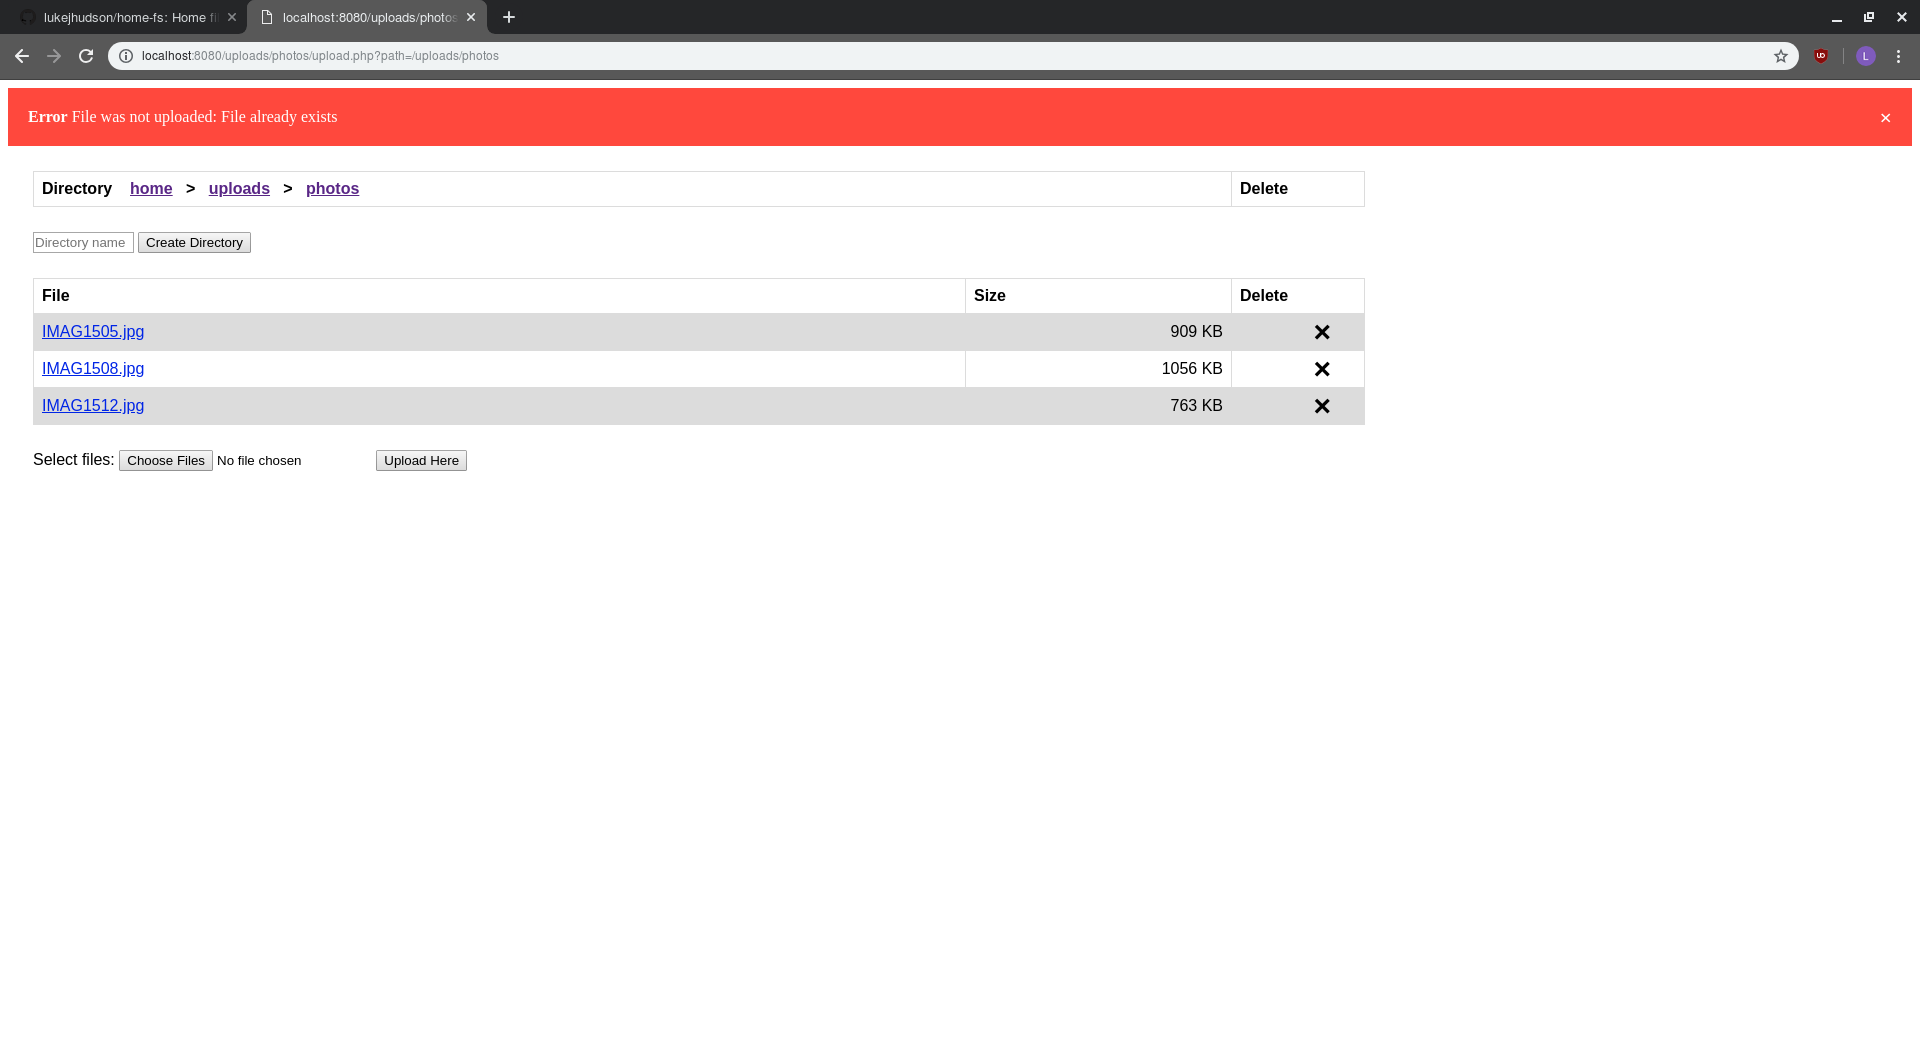 lukejhudson/home-fs: Home fi
localhost:8080/uploads/photos
localhost:8080/uploads/photos/upload.php?path=/uploads/photos
L
Error File was not uploaded: File already exists ×
Directory home > uploads > photos Delete
Directory name Create Directory
File Size Delete
IMAG1505.jpg 909 KB
IMAG1508.jpg 1056 KB
IMAG1512.jpg 763 KB
Select files: Choose Files No file chosen Upload Here